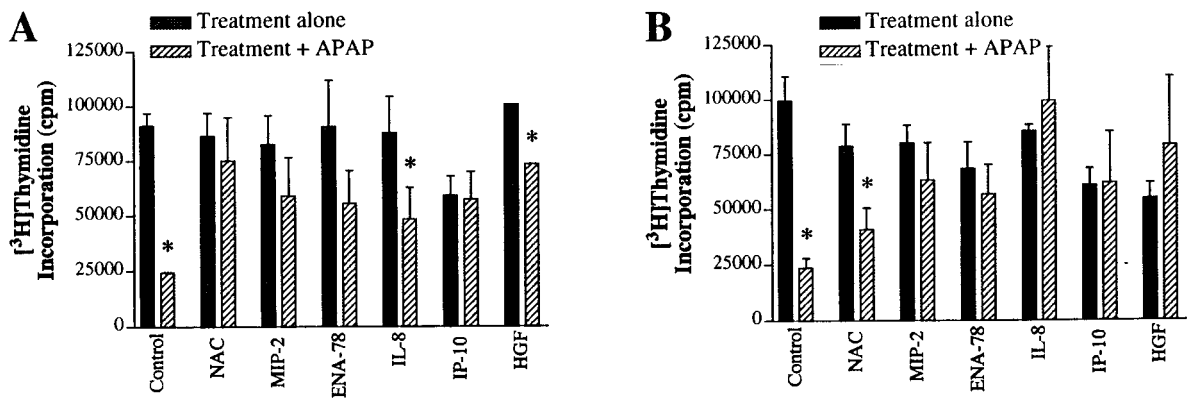 A
Treatment alone
Treatment + APAP
125000
100000
75000
50000
25000
0
[³H]Thymidine
Incorporation (cpm)
*
*
*
Control
NAC
MIP-2
ENA-78
IL-8
IP-10
HGF
B
Treatment alone
Treatment + APAP
125000
100000
75000
50000
25000
0
[³H]Thymidine
Incorporation (cpm)
*
*
Control
NAC
MIP-2
ENA-78
IL-8
IP-10
HGF